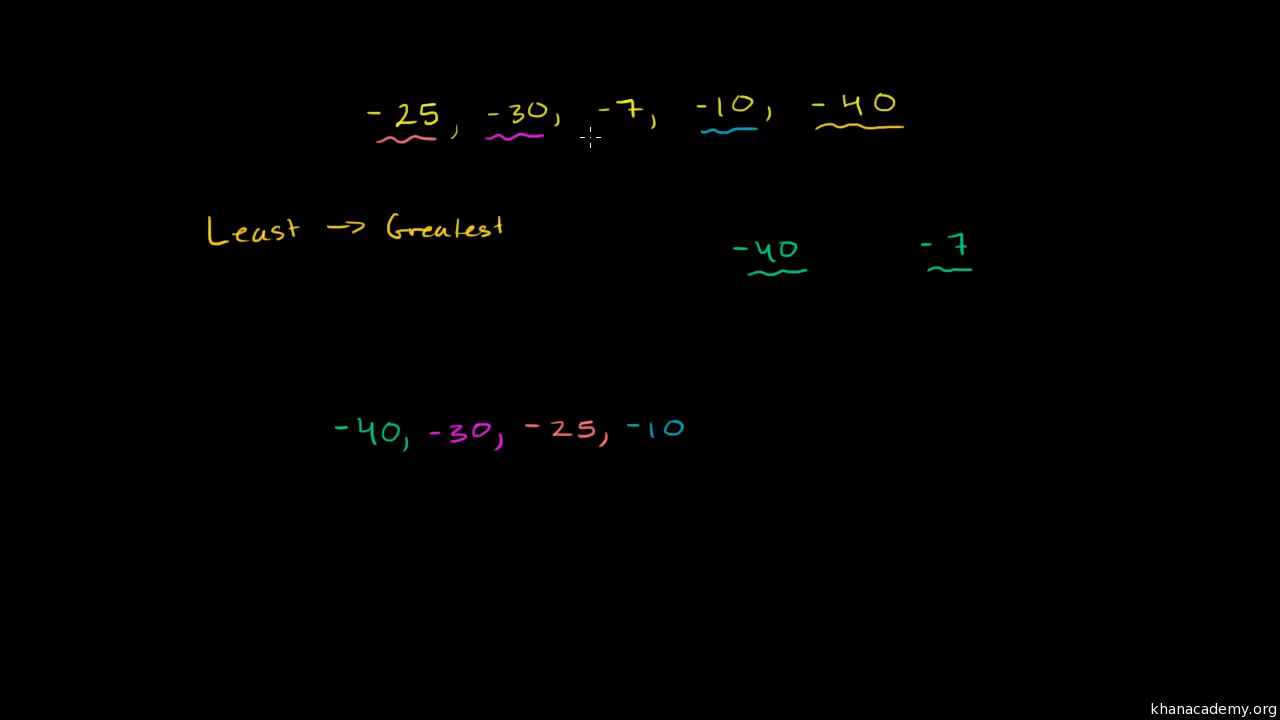 -25, -30, -7, -10, -40
Least -> Greatest
-40 -7
-40, -30, -25, -10
khanacademy.org